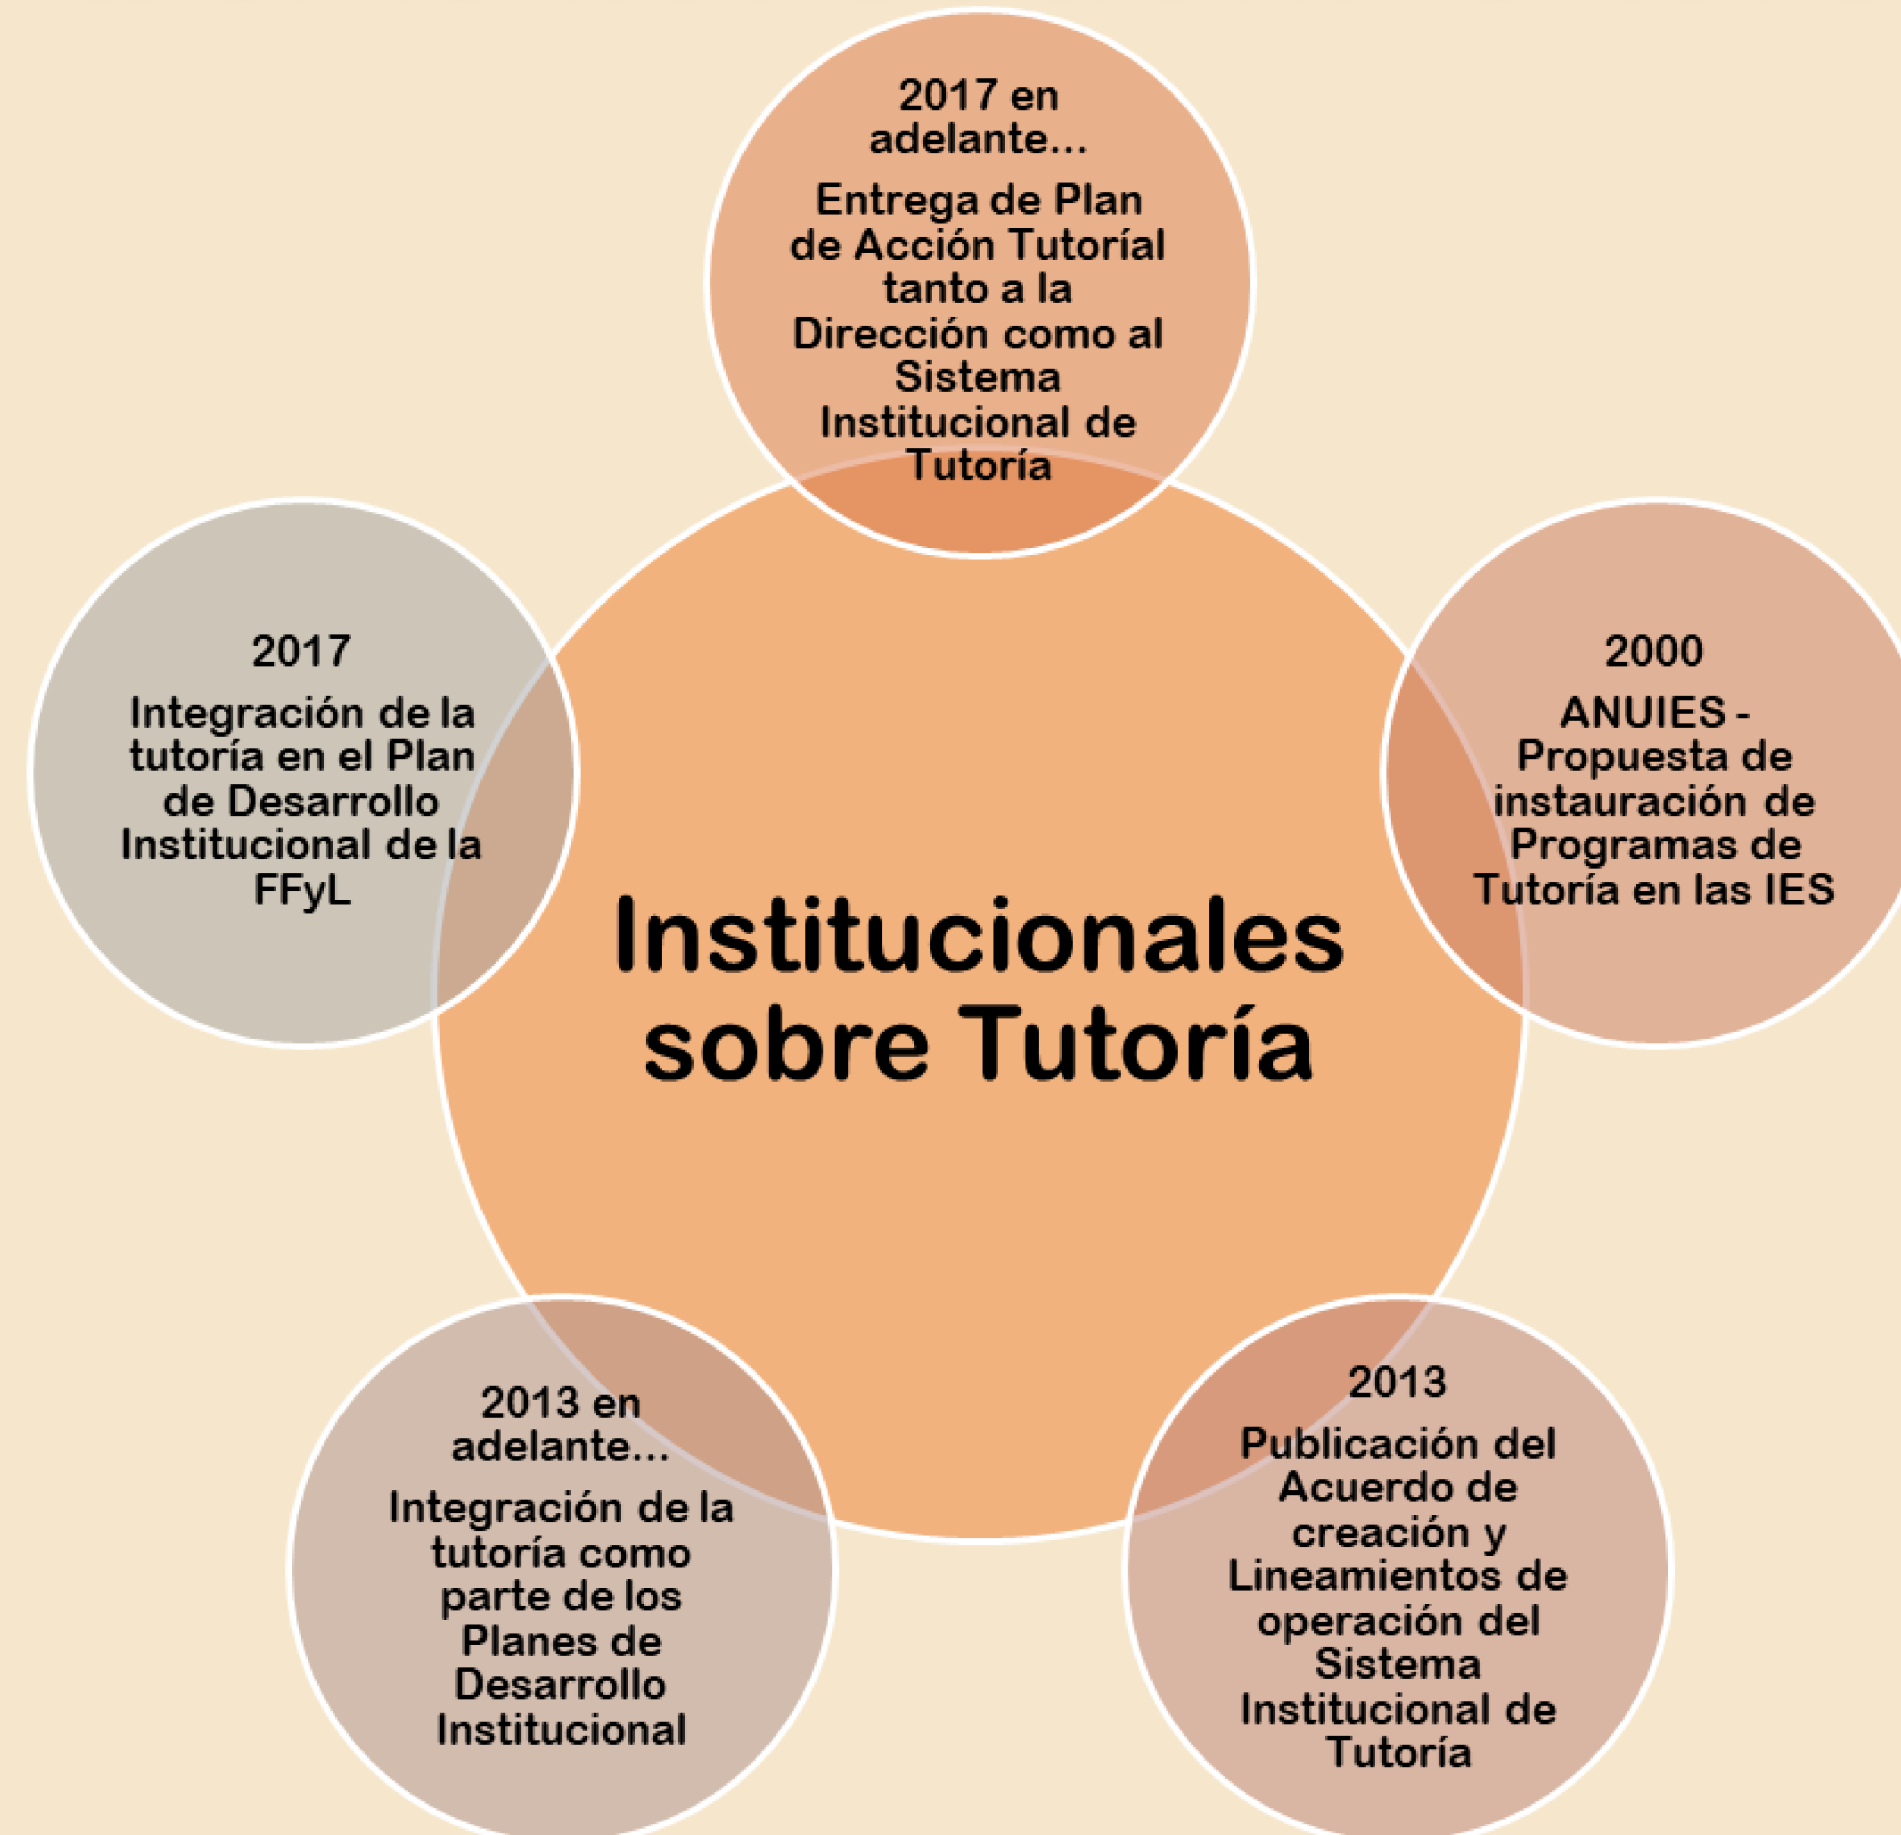 2017 en
adelante...
Entrega de Plan
de Acción Tutoríal
tanto a la
Dirección como al
Sistema
Institucional de
Tutoría
2000
ANUIES -
Propuesta de
instauración de
Programas de
Tutoría en las IES
2013
Publicación del
Acuerdo de
creación y
Lineamientos de
operación del
Sistema
Institucional de
Tutoría
2013 en
adelante...
Integración de la
tutoría como
parte de los
Planes de
Desarrollo
Institucional
2017
Integración de la
tutoría en el Plan
de Desarrollo
Institucional de la
FFyL
Institucionales
sobre Tutoría